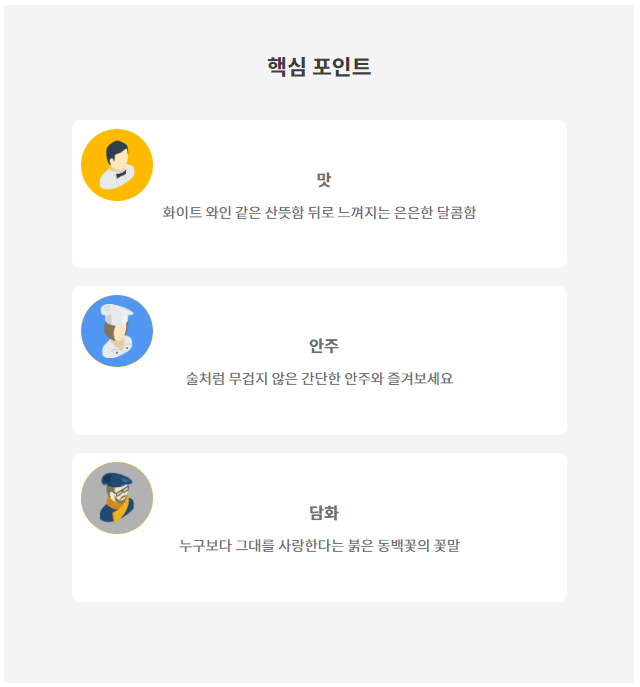 핵심 포인트
맛
화이트 와인 같은 산뜻함 뒤로 느껴지는 은은한 달콤함
안주
술처럼 무겁지 않은 간단한 안주와 즐겨보세요
담화
누구보다 그대를 사랑한다는 붉은 동백꽃의 꽃말